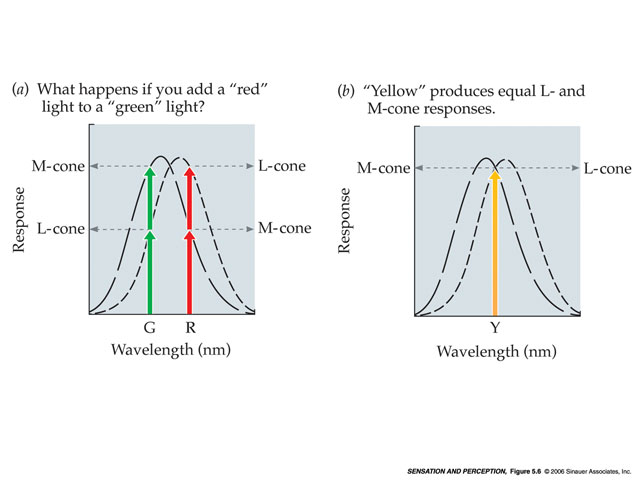 (a) What happens if you add a “red”
light to a “green” light?
M-cone
L-cone
L-cone
M-cone
Response
G R
Wavelength (nm)
(b) “Yellow” produces equal L- and
M-cone responses.
M-cone
L-cone
Response
Y
Wavelength (nm)
SENSATION AND PERCEPTION, Figure 5.6 © 2006 Sinauer Associates, Inc.